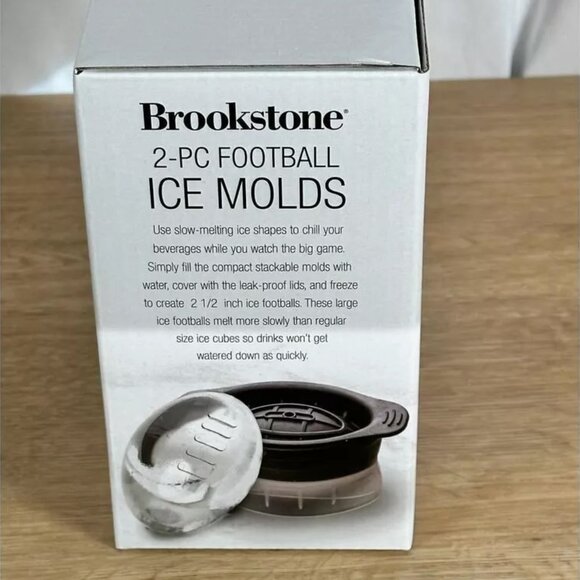 Brookstone®
2-PC FOOTBALL
ICE MOLDS
Use slow-melting ice shapes to chill your
beverages while you watch the big game.
Simply fill the compact stackable molds with
water, cover with the leak-proof lids, and freeze
to create 2 1/2 inch ice footballs. These large
ice footballs melt more slowly than regular
size ice cubes so drinks won't get
watered down as quickly.